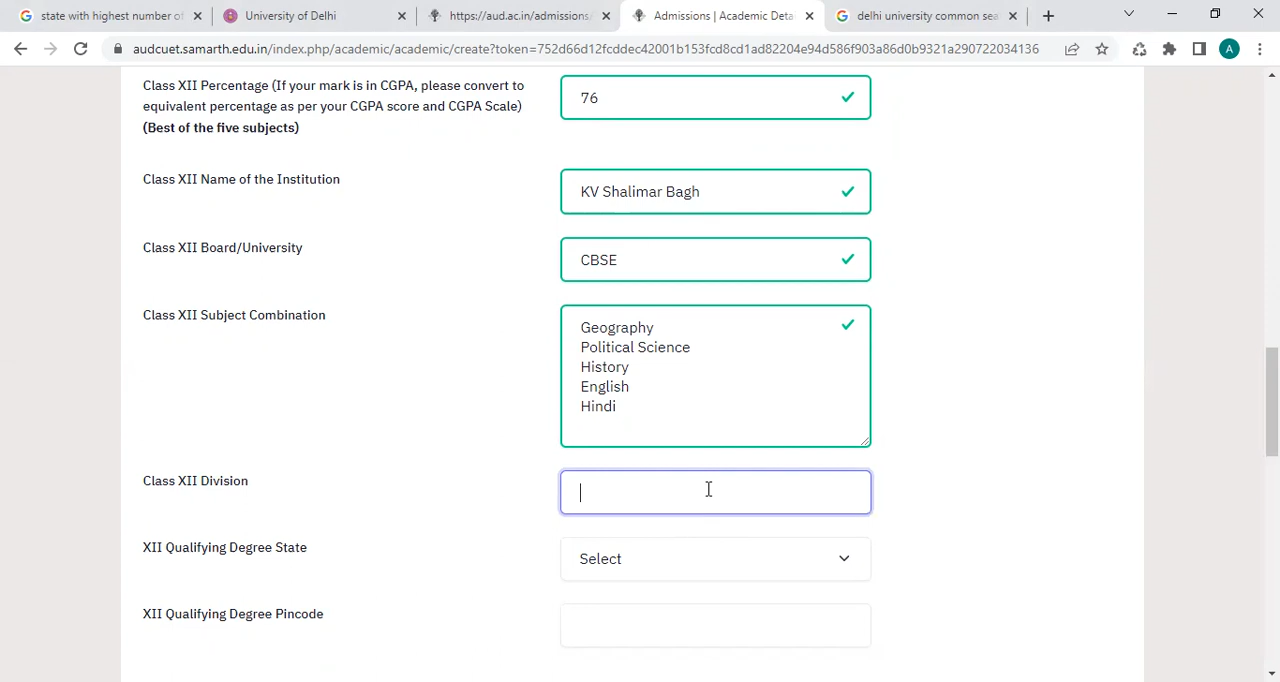 state with highest number of
University of Delhi
https://aud.ac.in/admissions/
Admissions | Academic Deta
delhi university common sea
audcuet.samarth.edu.in/index.php/academic/academic/create?token=752d66d12fcddec42001b153fcd8cd1ad82204e94d586f903a86d0b9321a290722034136
A
Class XII Percentage (If your mark is in CGPA, please convert to
quivalent percentage as per your CGPA score and CGPA Scale)
(Best of the five subjects)
76
Class XII Name of the Institution
KV Shalimar Bagh
Class XII Board/University
CBSE
Class XII Subject Combination
Geography
Political Science
History
English
Hindi
Class XII Division
XII Qualifying Degree State
Select
XII Qualifying Degree Pincode